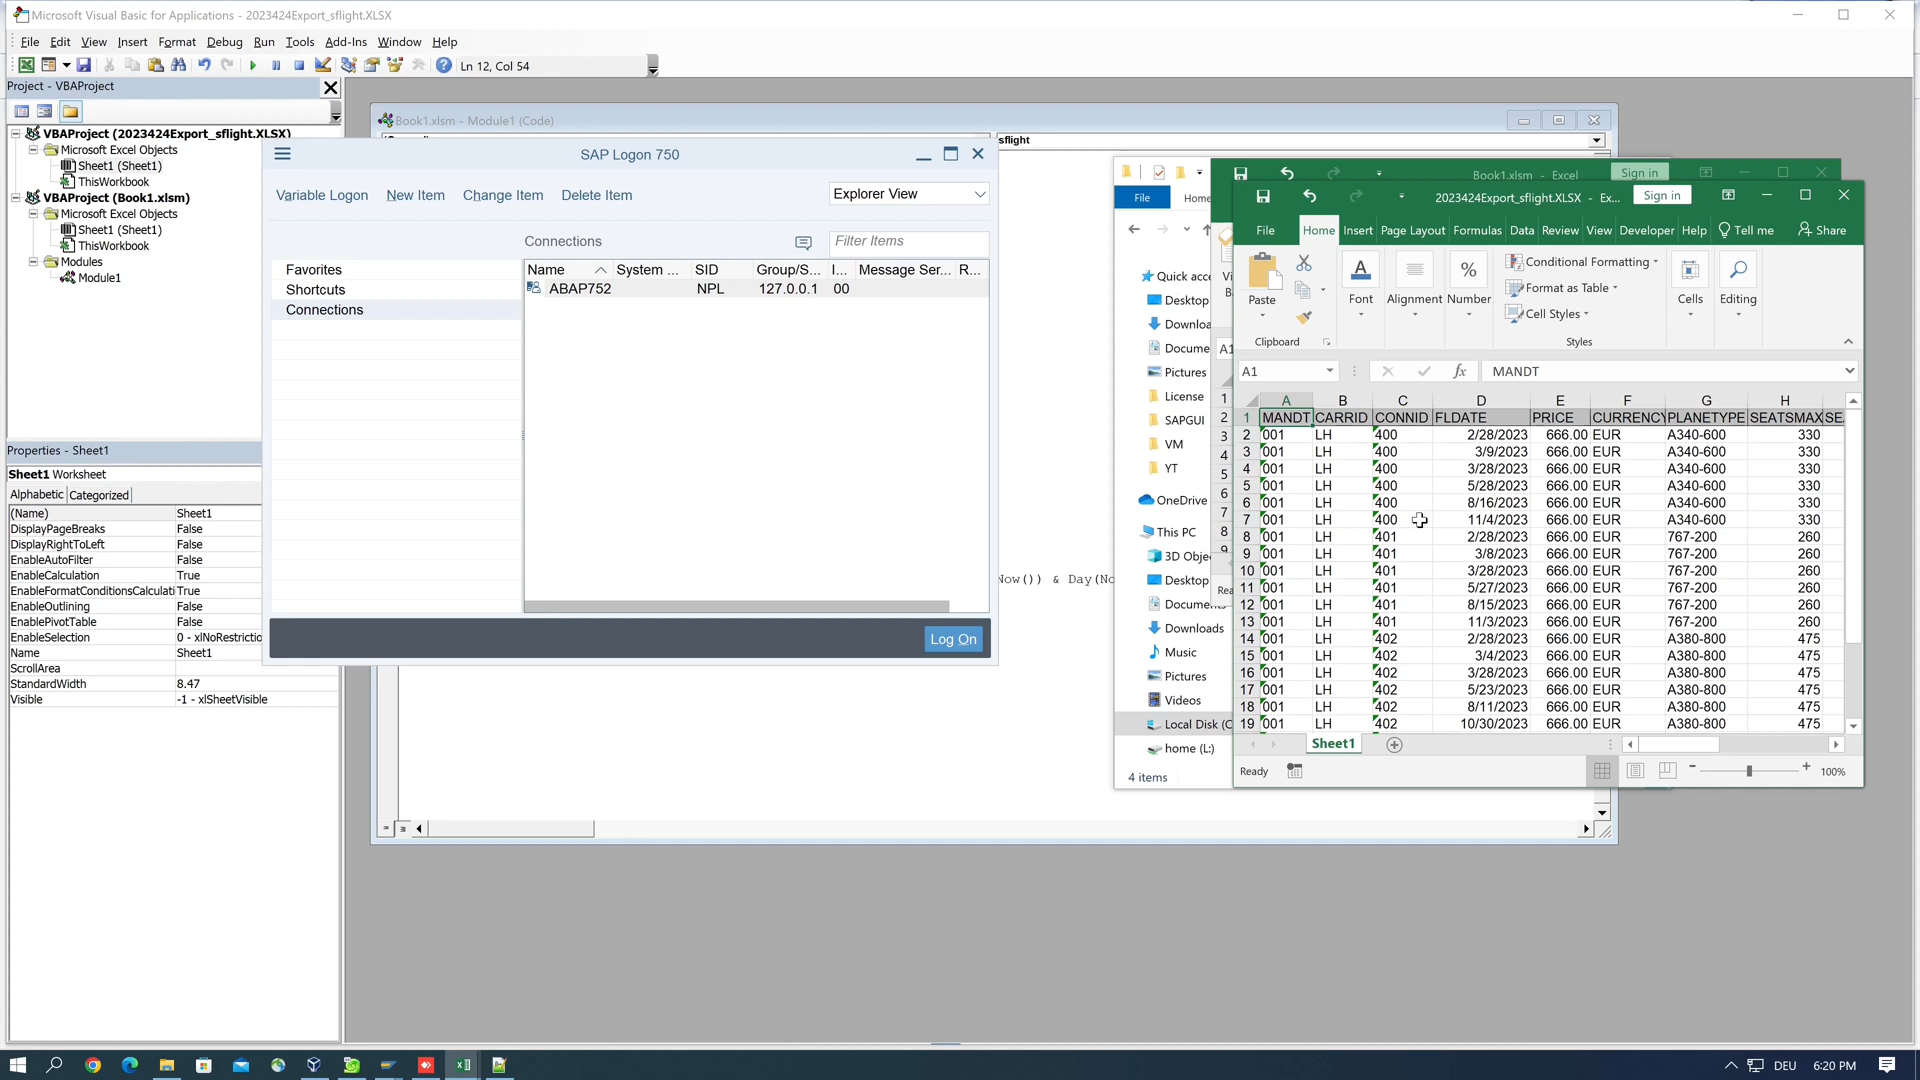 Microsoft Visual Basic for Applications - 2023424Export_sflight.XLSX
File Edit View Insert Format Debug Run Tools Add-Ins Window Help
Ln 12, Col 54
Project - VBAProject
VBAProject (2023424Export_sflight.XLSX)
Microsoft Excel Objects
Sheet1 (Sheet1)
ThisWorkbook
VBAProject (Book1.xlsm)
Microsoft Excel Objects
Sheet1 (Sheet1)
ThisWorkbook
Modules
Module1
Properties - Sheet1
Sheet1 Worksheet
Alphabetic Categorized
(Name) Sheet1
DisplayPageBreaks False
DisplayRightToLeft False
EnableAutoFilter False
EnableCalculation True
EnableFormatConditionsCalculati True
EnableOutlining False
EnablePivotTable False
EnableSelection 0 - xlNoRestrictio
Name Sheet1
ScrollArea
StandardWidth 8.47
Visible -1 - xlSheetVisible
Book1.xlsm - Module1 (Code)
sflight
Now()) & Day(No
SAP Logon 750
Variable Logon New Item Change Item Delete Item Explorer View
Connections Filter Items
Favorites
Shortcuts
Connections
Name System ... SID Group/S... I... Message Ser... R...
ABAP752 NPL 127.0.0.1 00
Log On
File Home
Quick acce
Desktop
Downloa
Docume
Pictures
License
SAPGUI
VM
YT
OneDrive
This PC
3D Obje
Desktop
Docum
Downloads
Music
Pictures
Videos
Local Disk (C
home (L:)
4 items
Book1.xlsm - Excel Sign in
A1
1
2
3
4
5
6
7
8
9
Rea
2023424Export_sflight.XLSX - Ex... Sign in
File Home Insert Page Layout Formulas Data Review View Developer Help Tell me Share
Paste Font Alignment Number Conditional Formatting Format as Table Cell Styles Cells Editing
Clipboard Styles
A1 fx MANDT
A B C D E F G H
1 MANDT CARRID CONNID FLDATE PRICE CURRENCY PLANETYPE SEATSMAX SE
2 001 LH 400 2/28/2023 666.00 EUR A340-600 330
3 001 LH 400 3/9/2023 666.00 EUR A340-600 330
4 001 LH 400 3/28/2023 666.00 EUR A340-600 330
5 001 LH 400 5/28/2023 666.00 EUR A340-600 330
6 001 LH 400 8/16/2023 666.00 EUR A340-600 330
7 001 LH 400 11/4/2023 666.00 EUR A340-600 330
8 001 LH 401 2/28/2023 666.00 EUR 767-200 260
9 001 LH 401 3/8/2023 666.00 EUR 767-200 260
10 001 LH 401 3/28/2023 666.00 EUR 767-200 260
11 001 LH 401 5/27/2023 666.00 EUR 767-200 260
12 001 LH 401 8/15/2023 666.00 EUR 767-200 260
13 001 LH 401 11/3/2023 666.00 EUR 767-200 260
14 001 LH 402 2/28/2023 666.00 EUR A380-800 475
15 001 LH 402 3/4/2023 666.00 EUR A380-800 475
16 001 LH 402 3/28/2023 666.00 EUR A380-800 475
17 001 LH 402 5/23/2023 666.00 EUR A380-800 475
18 001 LH 402 8/11/2023 666.00 EUR A380-800 475
19 001 LH 402 10/30/2023 666.00 EUR A380-800 475
Sheet1
Ready 100%
DEU 6:20 PM